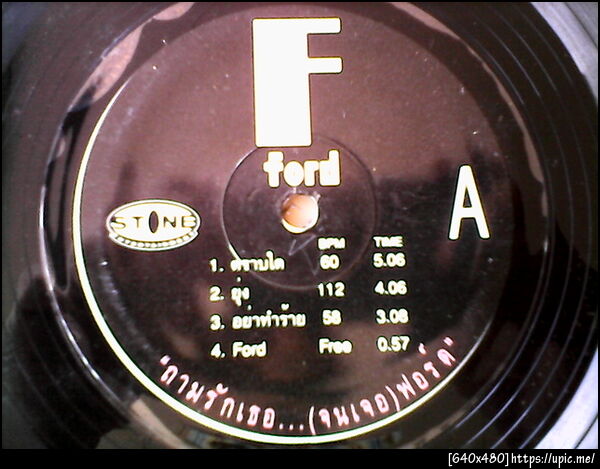 F
ford
A
STONE
BPM TIME
1. ตราบใด 60 5.06
2. ยุ่ง 112 4.06
3. อย่าทำร้าย 58 3.08
4. Ford Free 0.57
"ถามรักเธอ...(จนเจอ)ฟอร์ด"
[640x480]https://upic.me/